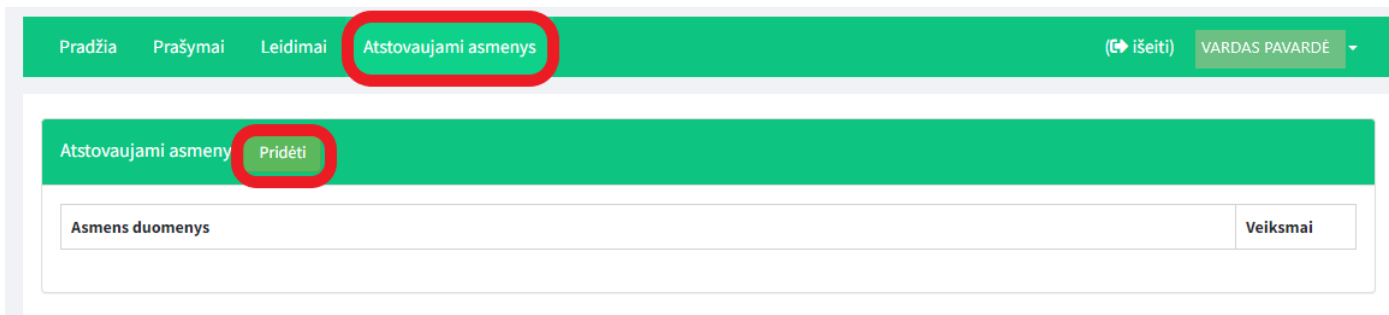 Pradžia Prašymai Leidimai Atstovaujami asmenys (išeiti) VARDAS PAVARDĖ
Atstovaujami asmeny Pridėti
Asmens duomenys Veiksmai